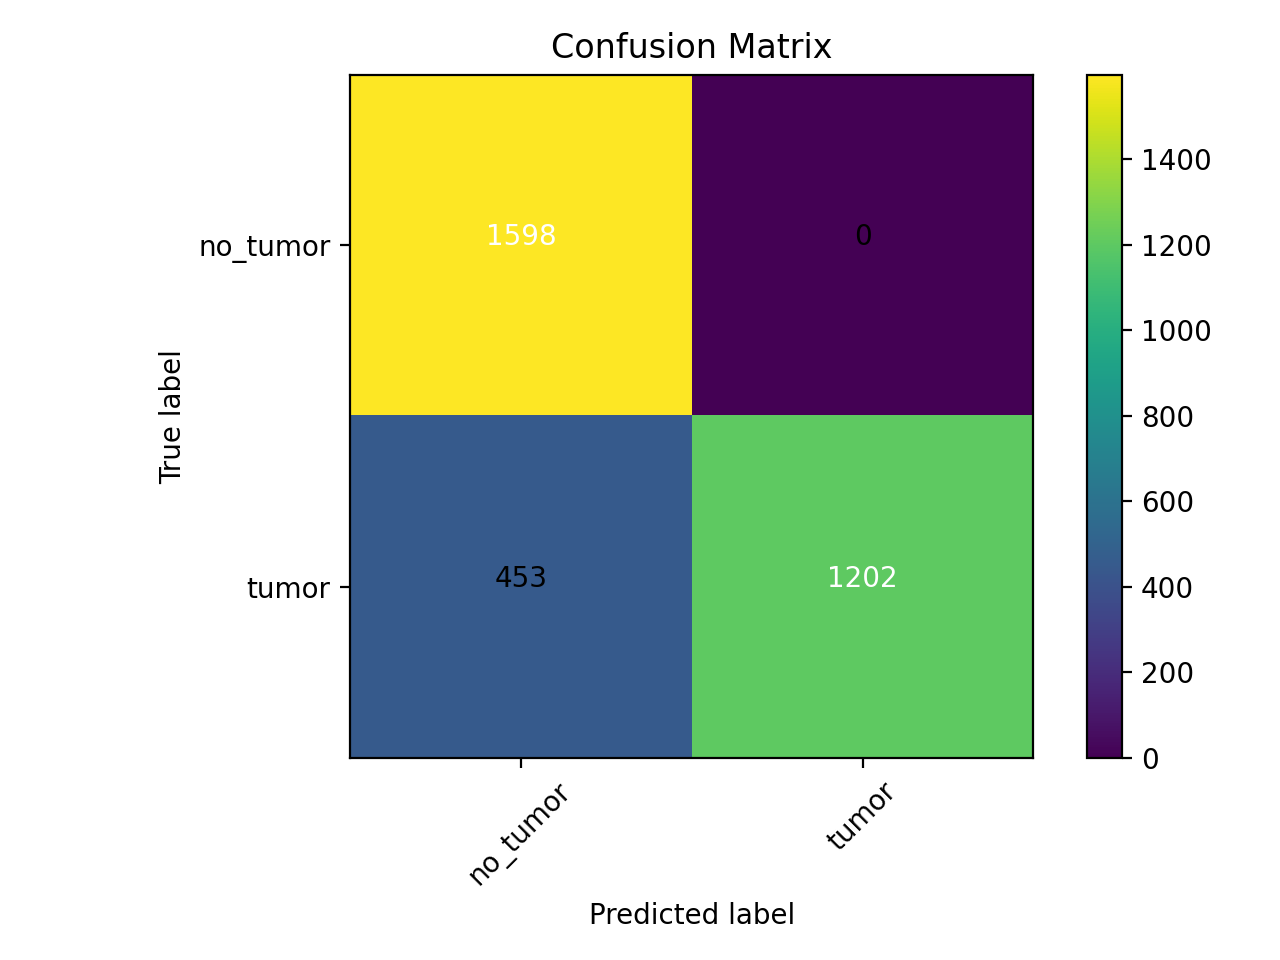 Confusion Matrix
True label
no_tumor
tumor
1598
0
453
1202
no_tumor
tumor
Predicted label
1400
1200
1000
800
600
400
200
0